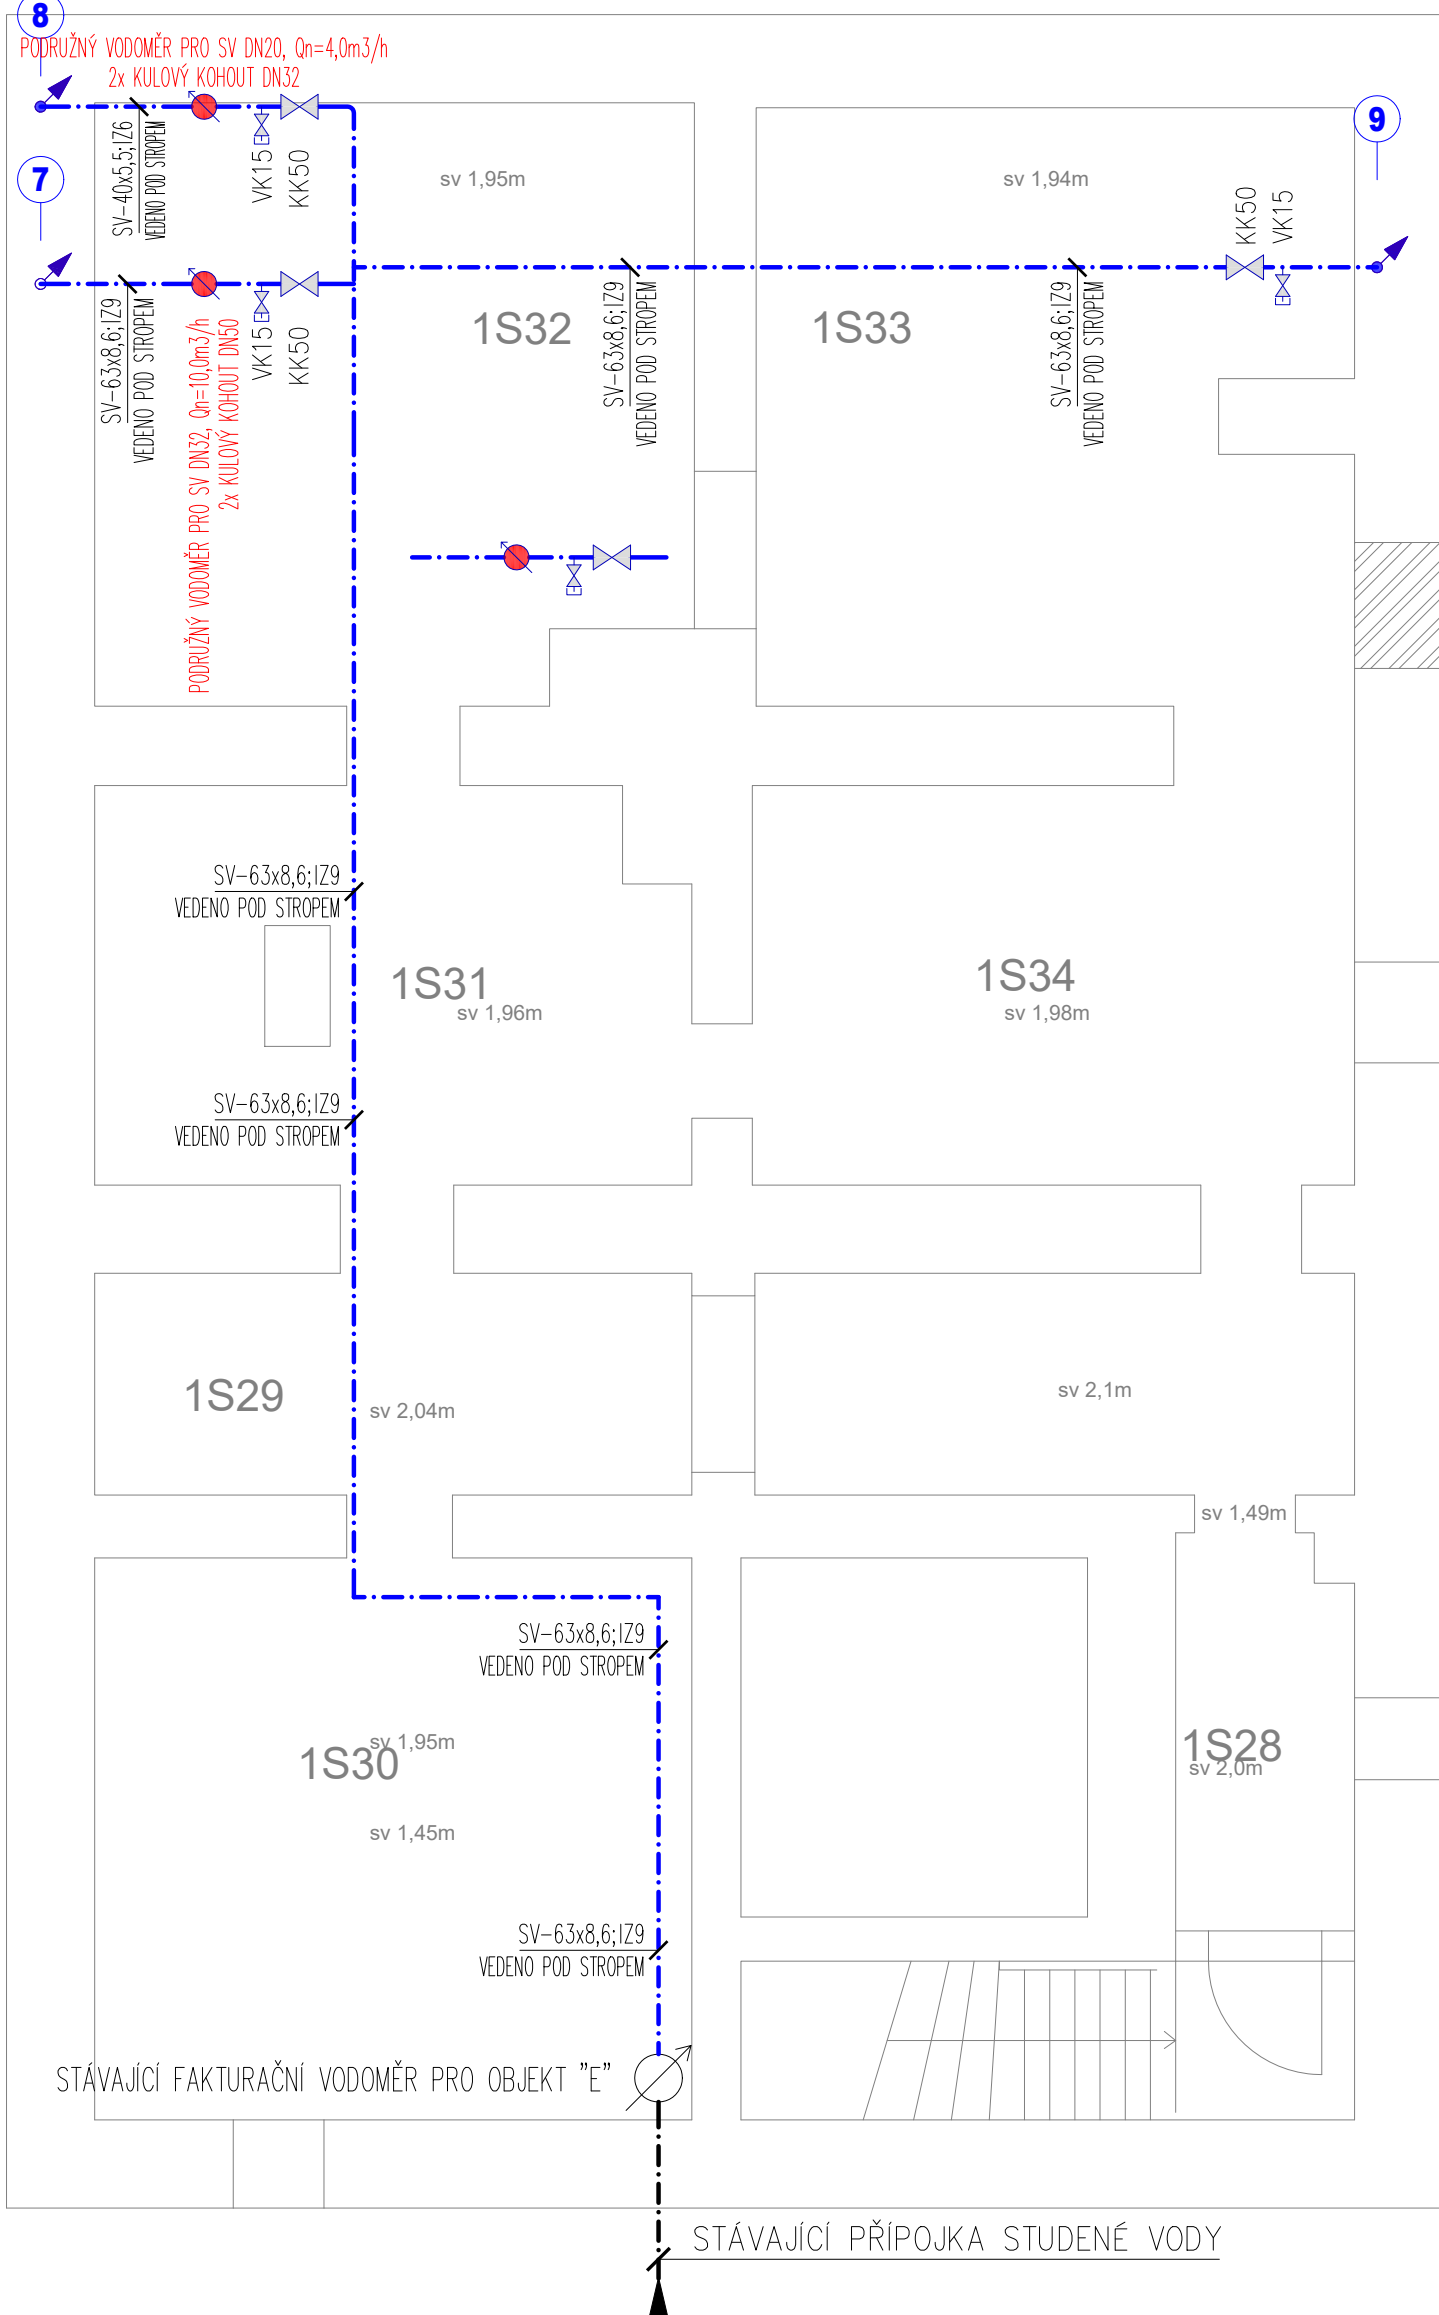 8
PODRUŽNÝ VODOMĚR PRO SV DN20, Qn=4,0m3/h
2x KULOVÝ KOHOUT DN32
9
SV-40x5,5;IZ6
VEDENO POD STROPEM
VK15
KK50
7
sv 1,95m
sv 1,94m
KK50
VK15
SV-63x8,6;IZ9
VEDENO POD STROPEM
PODRUŽNÝ VODOMĚR PRO SV DN32, Qn=10,0m3/h
2x KULOVÝ KOHOUT DN50
VK15
KK50
1S32
SV-63x8,6;IZ9
VEDENO POD STROPEM
1S33
SV-63x8,6;IZ9
VEDENO POD STROPEM
SV-63x8,6;IZ9
VEDENO POD STROPEM
1S31
sv 1,96m
1S34
sv 1,98m
SV-63x8,6;IZ9
VEDENO POD STROPEM
1S29
sv 2,04m
sv 2,1m
sv 1,49m
SV-63x8,6;IZ9
VEDENO POD STROPEM
sv 1,95m
1S30
1S28
sv 2,0m
sv 1,45m
SV-63x8,6;IZ9
VEDENO POD STROPEM
STÁVAJÍCÍ FAKTURAČNÍ VODOMĚR PRO OBJEKT "E"
STÁVAJÍCÍ PŘÍPOJKA STUDENÉ VODY